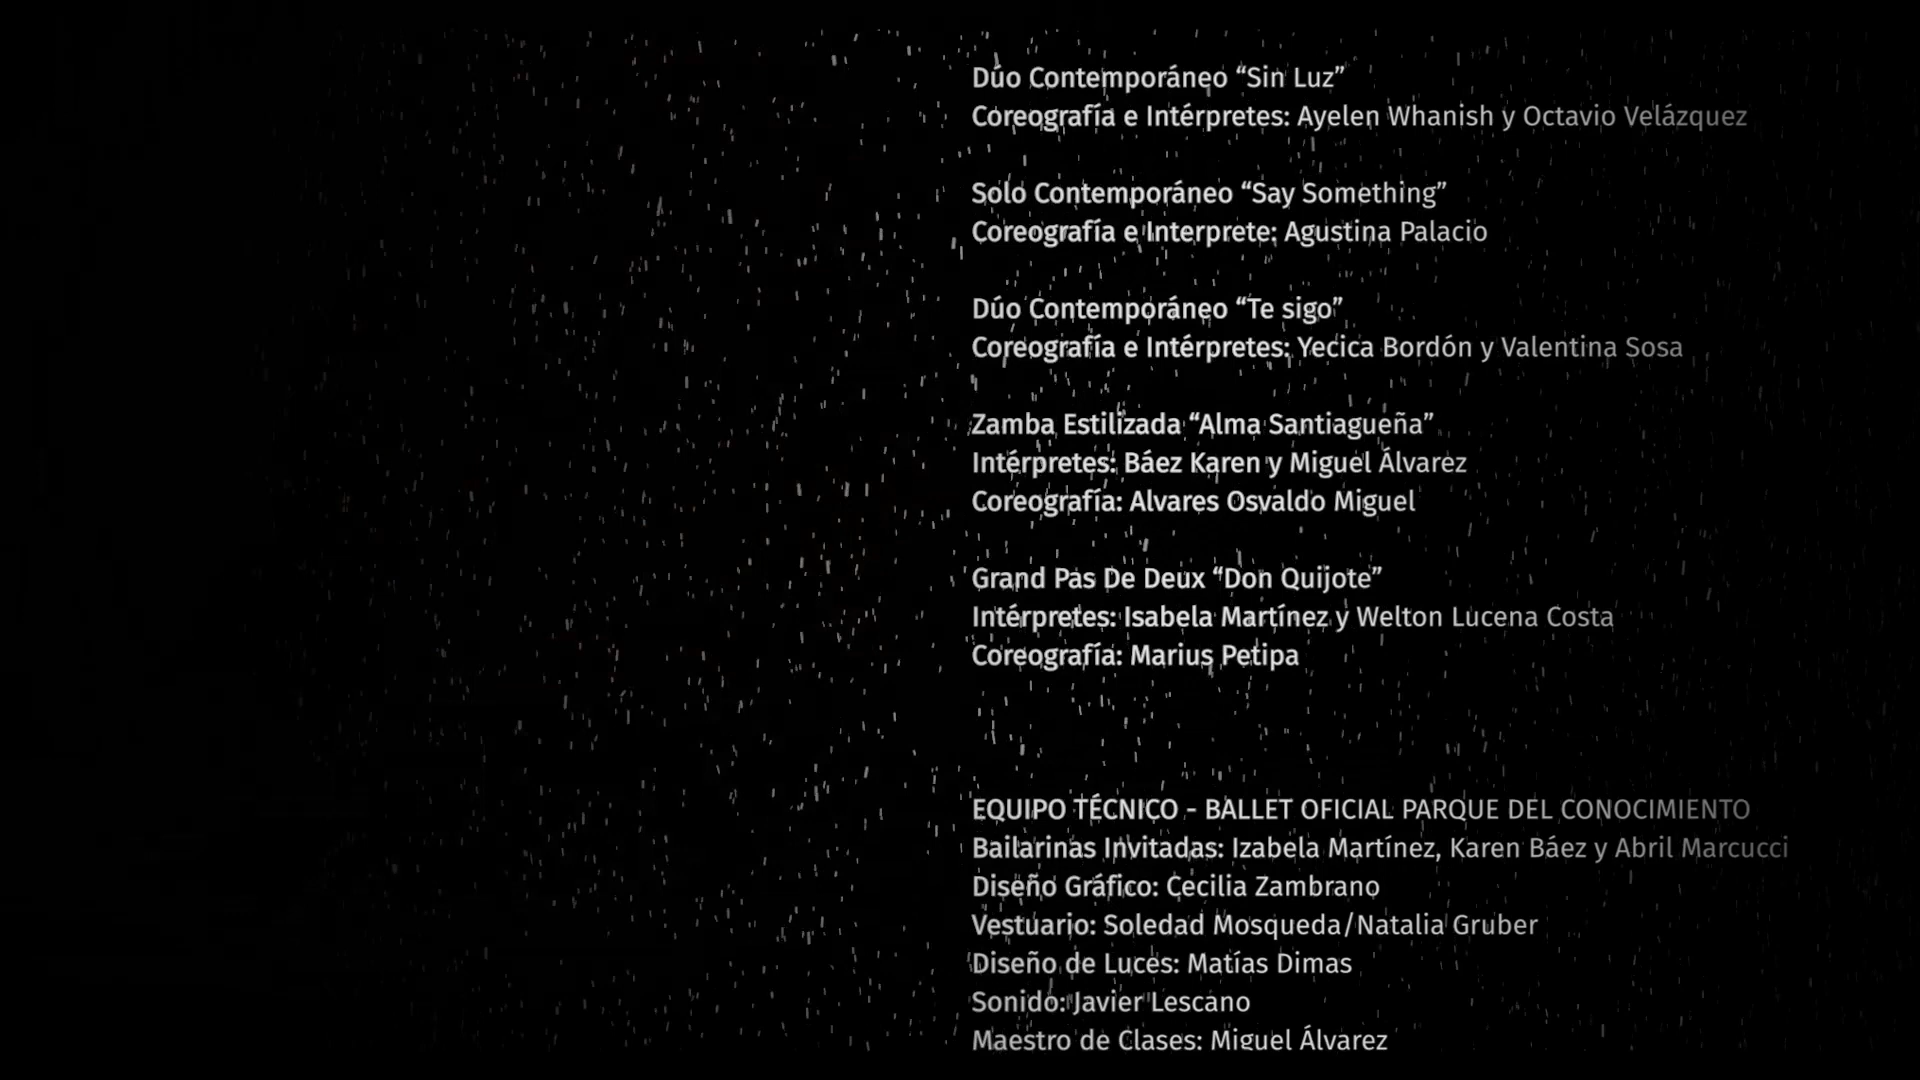 Dúo Contemporáneo “Sin Luz”
Coreografía e Intérpretes: Ayelen Whanish y Octavio Velázquez
Solo Contemporáneo “Say Something”
Coreografía e Interprete: Agustina Palacio
Dúo Contemporáneo “Te sigo”
Coreografía e Intérpretes: Yecica Bordón y Valentina Sosa
Zamba Estilizada “Alma Santiagueña”
Intérpretes: Báez Karen y Miguel Álvarez
Coreografía: Alvares Osvaldo Miguel
Grand Pas De Deux “Don Quijote”
Intérpretes: Isabela Martínez y Welton Lucena Costa
Coreografía: Marius Petipa
EQUIPO TÉCNICO - BALLET OFICIAL PARQUE DEL CONOCIMIENTO
Bailarinas Invitadas: Izabela Martínez, Karen Báez y Abril Marcucci
Diseño Gráfico: Cecilia Zambrano
Vestuario: Soledad Mosqueda/Natalia Gruber
Diseño de Luces: Matías Dimas
Sonido: Javier Lescano
Maestro de Clases: Miguel Álvarez